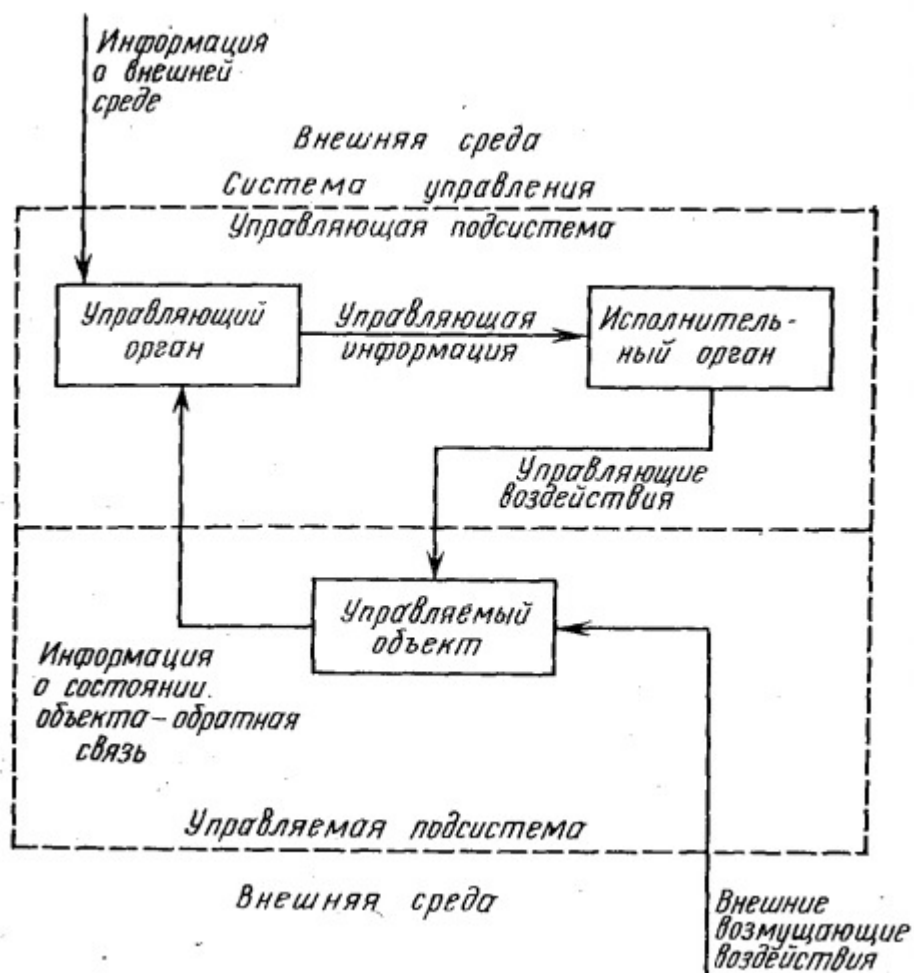 Информация
о внешней
среде
Внешняя среда
Система управления
Управляющая подсистема
Управляющий
орган
Управляющая
информация
Исполнитель-
ный орган
Управляющие
воздействия
Управляемый
объект
Информация
о состоянии
объекта-обратная
связь
Управляемая подсистема
Внешняя среда
Внешние
возмущающие
воздействия